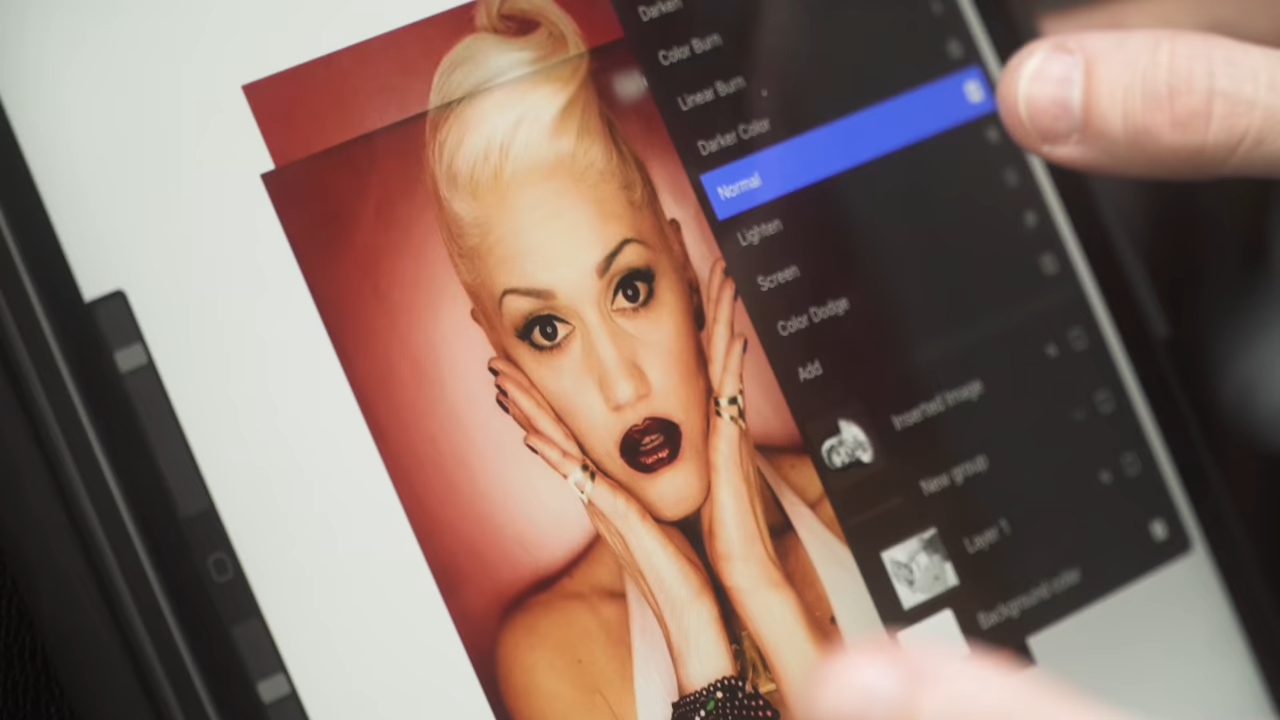 Darken
Color Burn
Linear Burn
Darker Color
Normal
Lighten
Screen
Color Dodge
Add
Inserted Image
New group
Layer 1
Background color